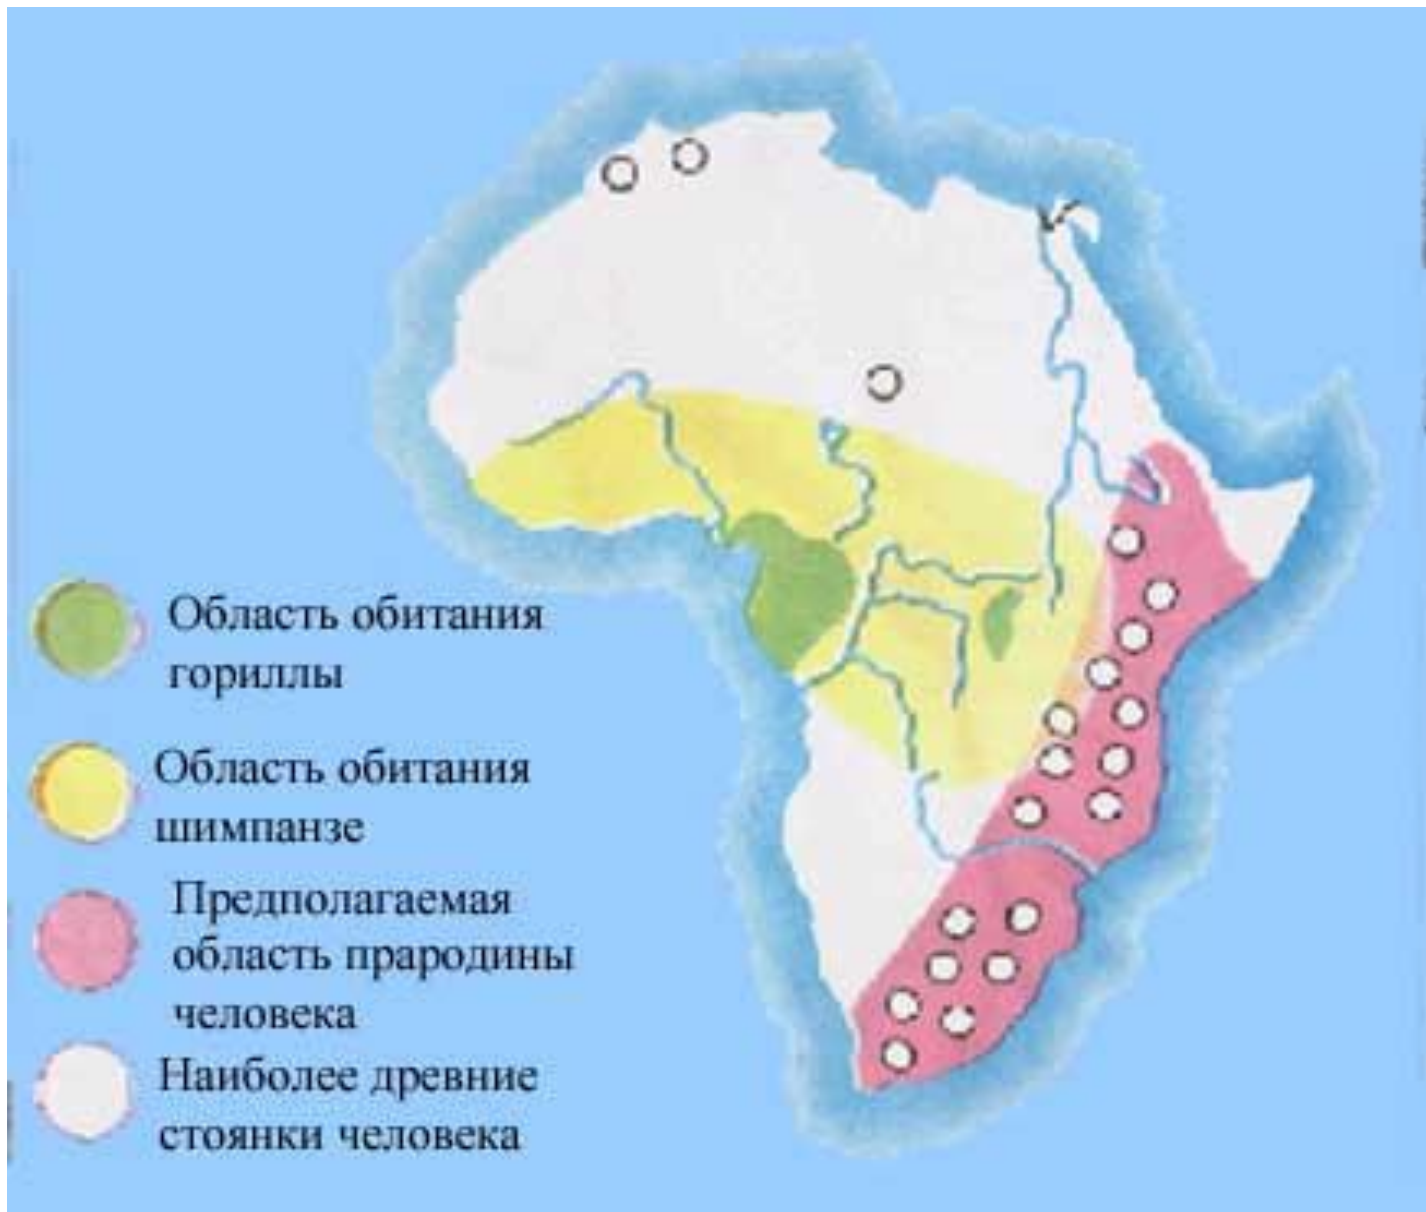 Область обитания
гориллы
Область обитания
шимпанзе
Предполагаемая
область прародины
человека
Наиболее древние
стоянки человека